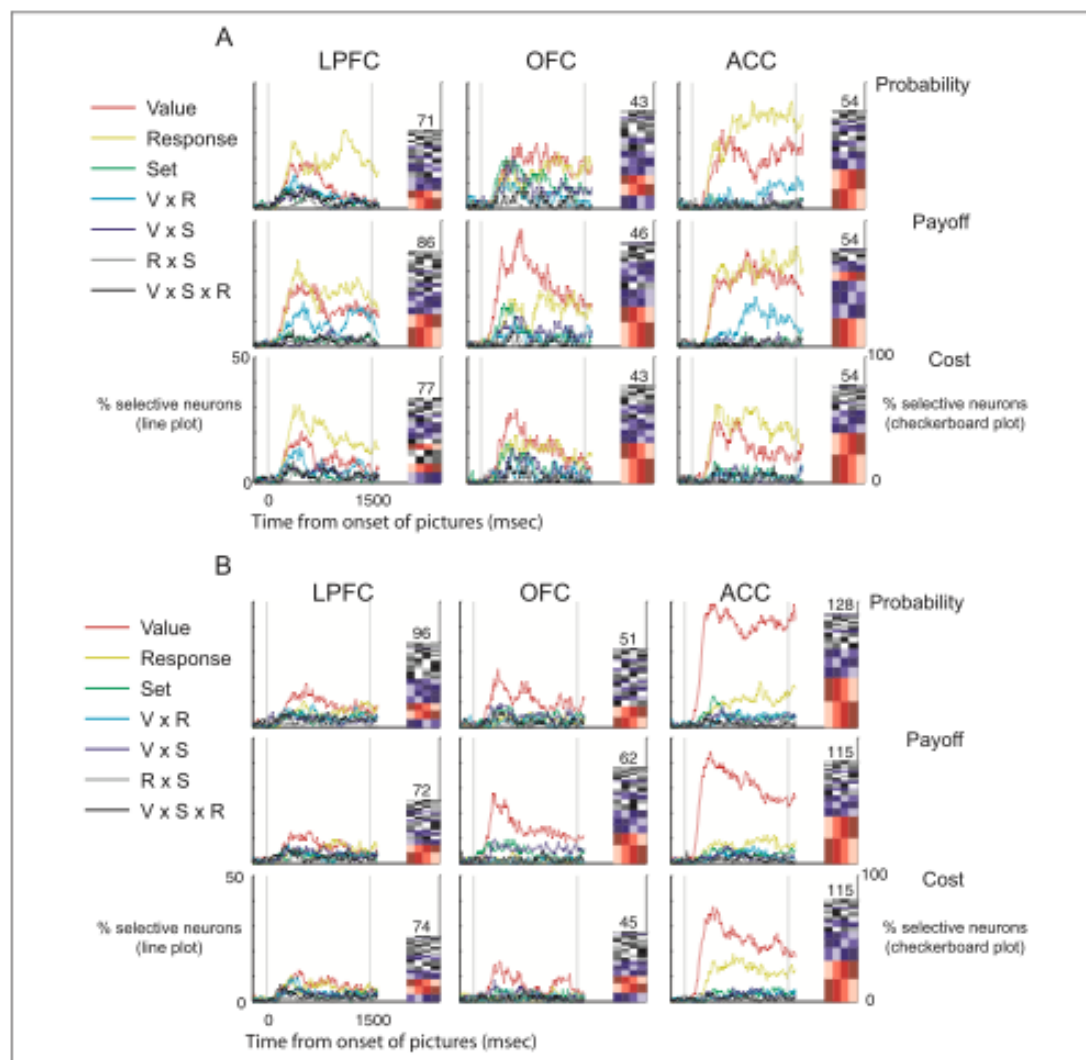 A
LPFC OFC ACC
Probability
Value
Response
Set
V x R
V x S
R x S
V x S x R
71 43 54
Payoff
86 46 54
50 100
Cost
77 43 54
% selective neurons
(line plot)
% selective neurons
(checkerboard plot)
0 0
0 1500
Time from onset of pictures (msec)
B
LPFC OFC ACC
Probability
Value
Response
Set
V x R
V x S
R x S
V x S x R
96 51 128
Payoff
72 62 115
50 100
Cost
74 45 115
% selective neurons
(line plot)
% selective neurons
(checkerboard plot)
0 0
0 1500
Time from onset of pictures (msec)